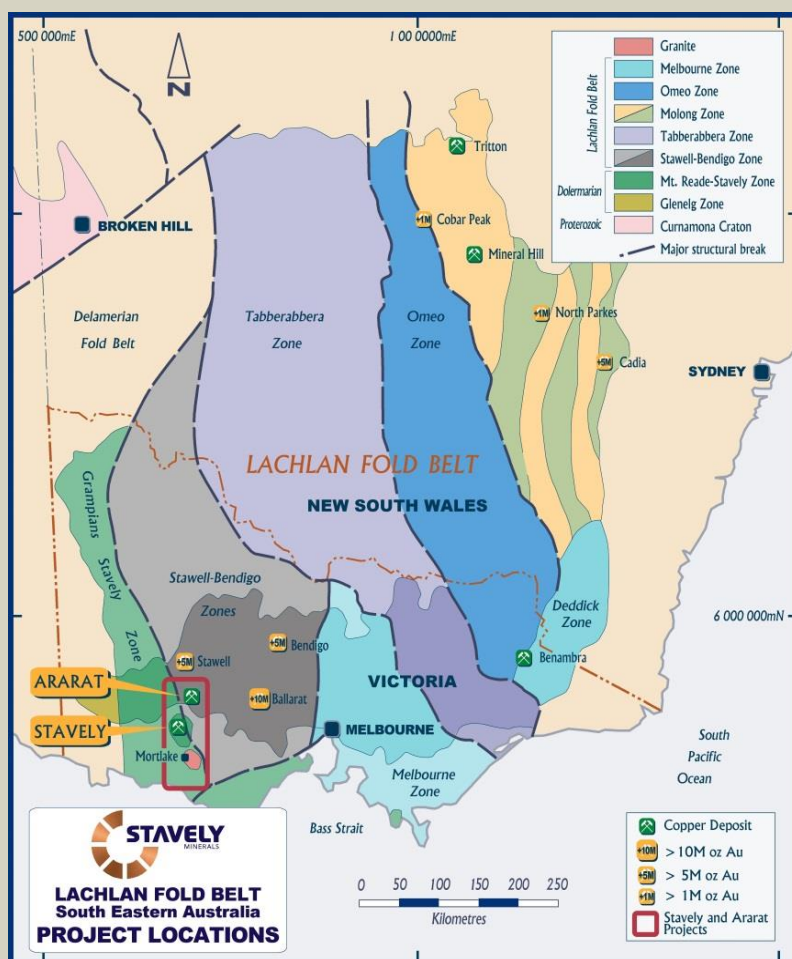 500 000mE
1 00 0000mE
N
Granite
Melbourne Zone
Omeo Zone
Molong Zone
Tabberabbera Zone
Stawell-Bendigo Zone
Mt. Reade-Stavely Zone
Glenelg Zone
Curnamona Craton
Major structural break
Lachlan Fold Belt
Dolermarian
Proterozoic
Tritton
+1M Cobar Peak
BROKEN HILL
Mineral Hill
Delamerian
Fold Belt
Tabberabbera
Zone
Omeo
Zone
+1M North Parkes
+5M Cadia
SYDNEY
LACHLAN FOLD BELT
NEW SOUTH WALES
Grampians
Stavely
Zone
Stawell-Bendigo
Zones
Deddick
Zone
6 000 000mN
+5M Stawell
+5M Bendigo
Benambra
ARARAT
+10M Ballarat
VICTORIA
STAVELY
MELBOURNE
Mortlake
Melbourne
Zone
South
Pacific
Ocean
Bass Strait
STAVELY
MINERALS
LACHLAN FOLD BELT
South Eastern Australia
PROJECT LOCATIONS
0 50 100 150 200 250
Kilometres
Copper Deposit
+10M > 10M oz Au
+5M > 5M oz Au
+1M > 1M oz Au
Stavely and Ararat
Projects